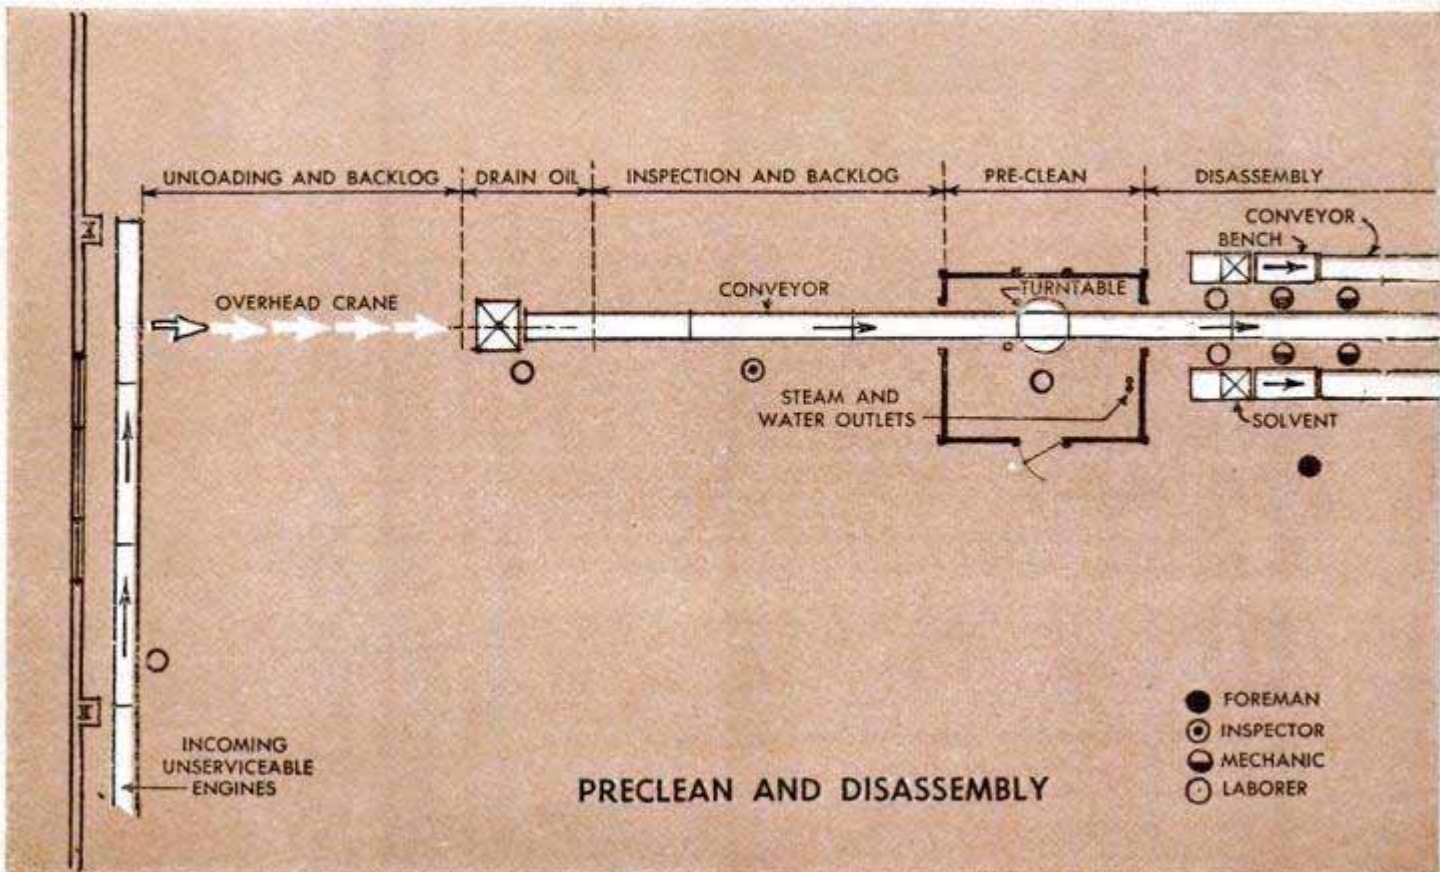 UNLOADING AND BACKLOG
DRAIN OIL
INSPECTION AND BACKLOG
PRE-CLEAN
DISASSEMBLY
CONVEYOR
BENCH
OVERHEAD CRANE
CONVEYOR
TURNTABLE
STEAM AND
WATER OUTLETS
SOLVENT
INCOMING
UNSERVICEABLE
ENGINES
PRECLEAN AND DISASSEMBLY
FOREMAN
INSPECTOR
MECHANIC
LABORER